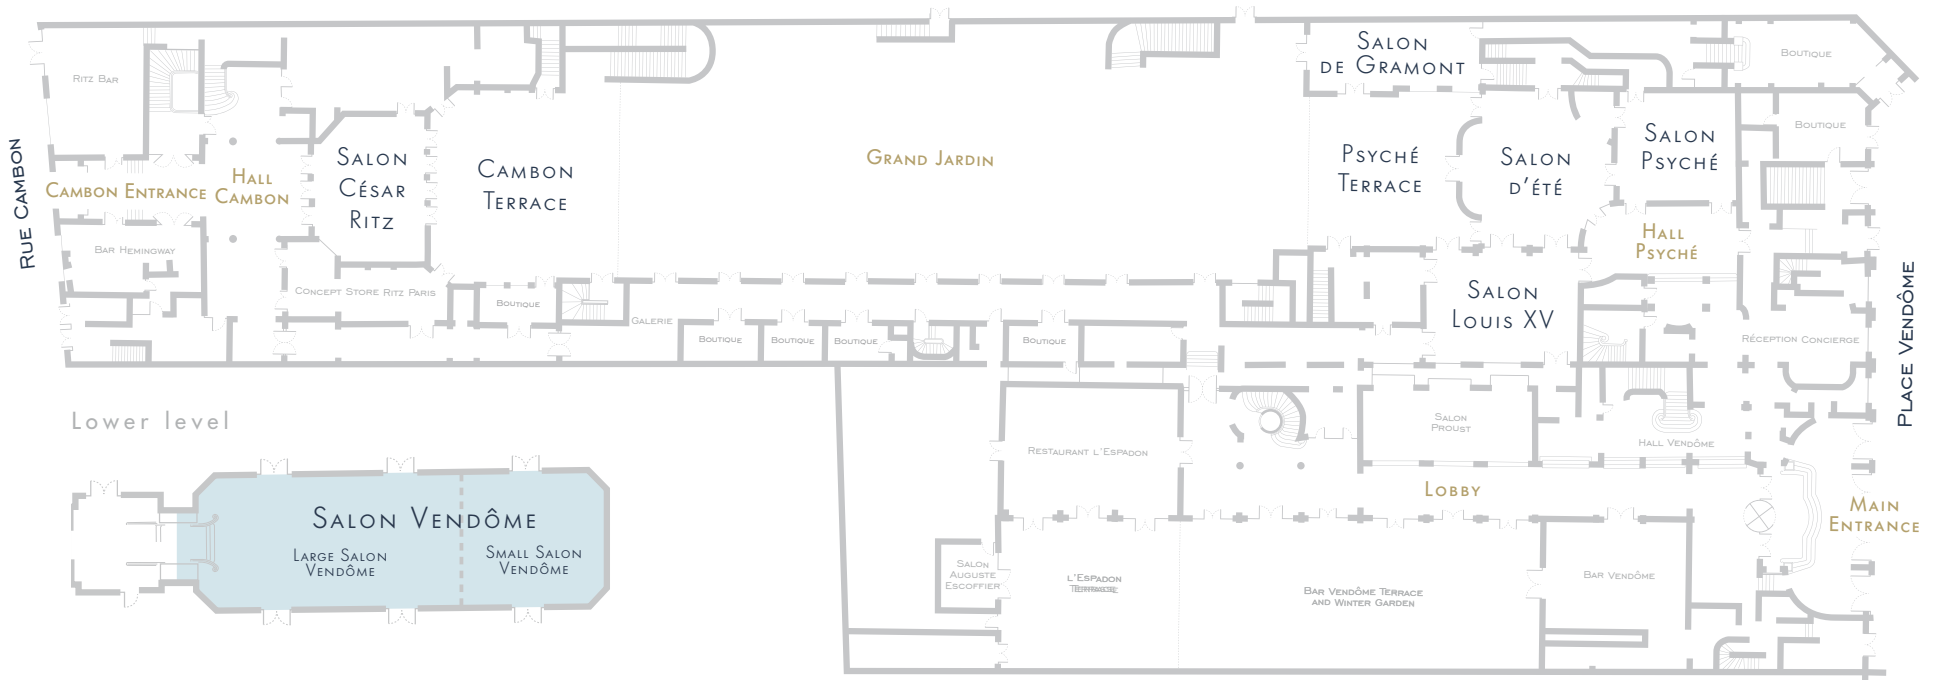 RUE CAMBON
RITZ BAR
CAMBON ENTRANCE
HALL
CAMBON
BAR HEMINGWAY
SALON
CÉSAR
RITZ
CONCEPT STORE RITZ PARIS
CAMBON
TERRACE
BOUTIQUE
GALERIE
BOUTIQUE
BOUTIQUE
BOUTIQUE
BOUTIQUE
GRAND JARDIN
SALON
DE GRAMONT
PSYCHÉ
TERRACE
SALON
D'ÉTÉ
SALON
PSYCHÉ
HALL
PSYCHÉ
SALON
LOUIS XV
BOUTIQUE
BOUTIQUE
RÉCEPTION CONCIERGE
PLACE VENDÔME
RESTAURANT L'ESPADON
SALON
PROUST
HALL VENDÔME
LOBBY
MAIN
ENTRANCE
SALON
AUGUSTE
ESCOFFIER
L'ESPADON
BAR VENDÔME TERRACE
AND WINTER GARDEN
BAR VENDÔME
Lower level
SALON VENDÔME
LARGE SALON
VENDÔME
SMALL SALON
VENDÔME